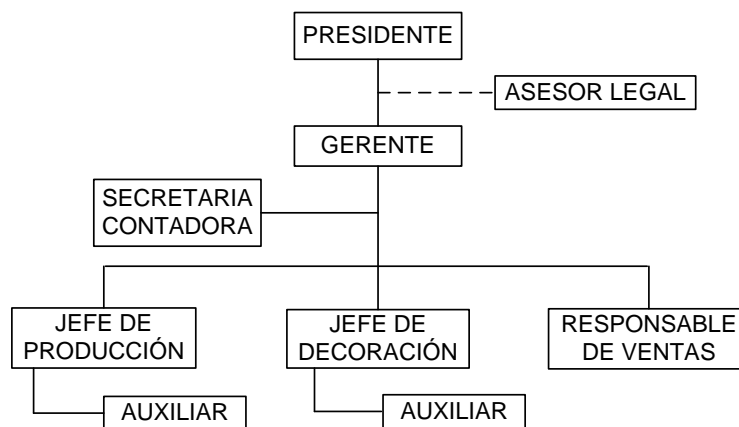 PRESIDENTE
ASESOR LEGAL
GERENTE
SECRETARIA
CONTADORA
JEFE DE
PRODUCCIÓN
JEFE DE
DECORACIÓN
RESPONSABLE
DE VENTAS
AUXILIAR
AUXILIAR